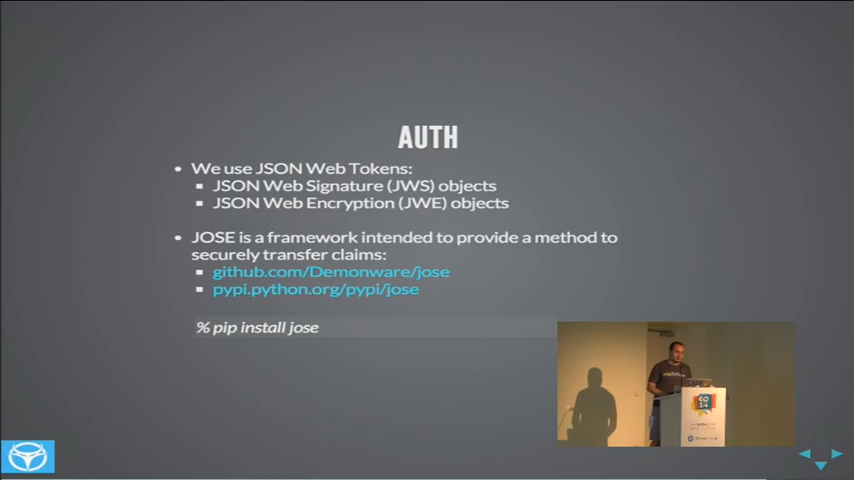 AUTH
We use JSON Web Tokens:
JSON Web Signature (JWS) objects
JSON Web Encryption (JWE) objects
JOSE is a framework intended to provide a method to
securely transfer claims:
github.com/Demonware/jose
pypi.python.org/pypi/jose
% pip install jose